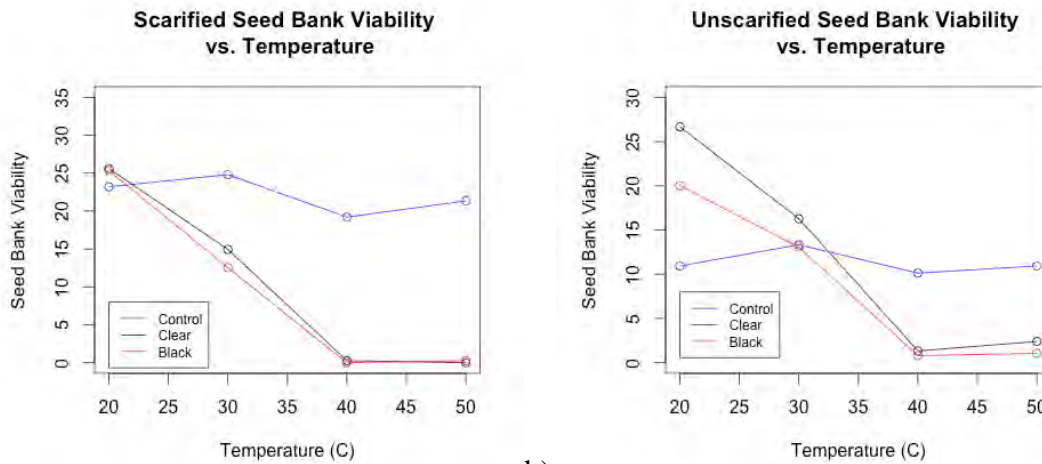 Scarified Seed Bank Viability
vs. Temperature
Seed Bank Viability
35
30
25
20
15
10
5
0
Control
Clear
Black
20 25 30 35 40 45 50
Temperature (C)
Unscarified Seed Bank Viability
vs. Temperature
Seed Bank Viability
30
25
20
15
10
5
0
Control
Clear
Black
20 25 30 35 40 45 50
Temperature (C)